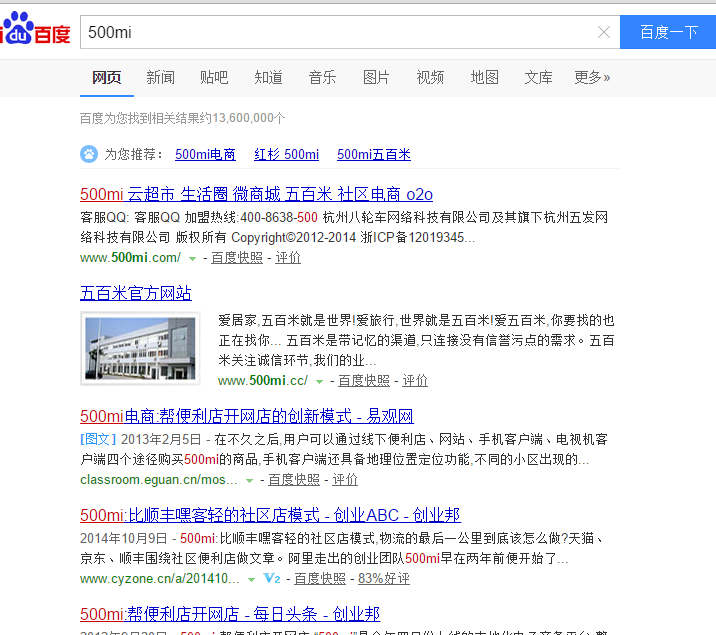 du百度 500mi 百度一下
网页 新闻 贴吧 知道 音乐 图片 视频 地图 文库 更多»
百度为您找到相关结果约13,600,000个
为您推荐： 500mi电商 红杉 500mi 500mi五百米
500mi 云超市 生活圈 微商城 五百米 社区电商 o2o
客服QQ: 客服QQ 加盟热线:400-8638-500 杭州八轮车网络科技有限公司及其旗下杭州五发网
络科技有限公司 版权所有 Copyright©2012-2014 浙ICP备12019345...
www.500mi.com/ - 百度快照 - 评价
五百米官方网站
爱居家,五百米就是世界!爱旅行,世界就是五百米!爱五百米,你要找的也
正在找你... 五百米是带记忆的渠道,只连接没有信誉污点的需求。五百
米关注诚信环节,我们的业...
www.500mi.cc/ - 百度快照 - 评价
500mi电商:帮便利店开网店的创新模式 - 易观网
[图文] 2013年2月5日 - 在不久之后,用户可以通过线下便利店、网站、手机客户端、电视机客
户端四个途径购买500mi的商品,手机客户端还具备地理位置定位功能,不同的小区出现的...
classroom.eguan.cn/mos... - 百度快照 - 评价
500mi:比顺丰嘿客轻的社区店模式 - 创业ABC - 创业邦
2014年10月9日 - 500mi:比顺丰嘿客轻的社区店模式,物流的最后一公里到底该怎么做?天猫、
京东、顺丰围绕社区便利店做文章。阿里走出的创业团队500mi早在两年前便开始了...
www.cyzone.cn/a/201410... V2 - 百度快照 - 83%好评
500mi:帮便利店开网店 - 每日头条 - 创业邦